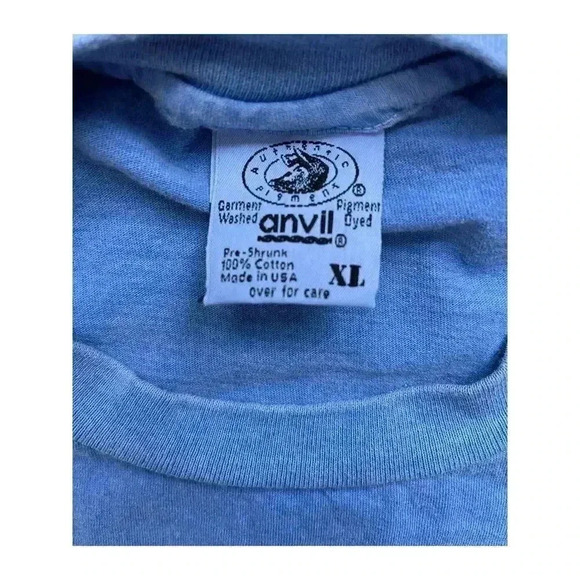 Authentic
Pigment ®
Garment Washed
anvil ®
Pigment Dyed
Pre-Shrunk
100% Cotton
Made in USA
XL
over for care